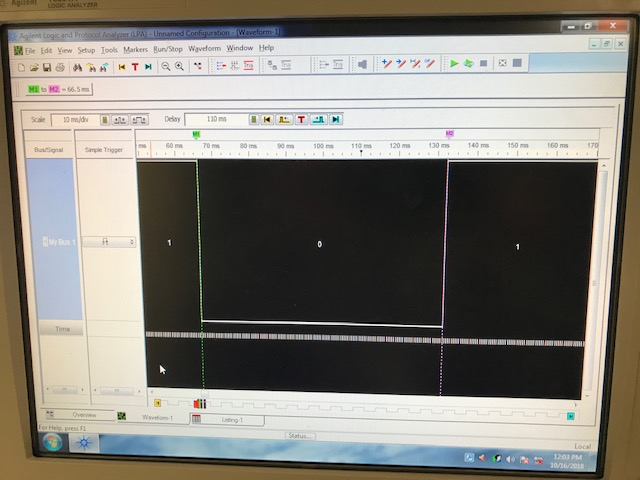 Agilent
LOGIC ANALYZER
Agilent Logic and Protocol Analyzer (LPA) - Unnamed Configuration - [Waveform-1]
File Edit View Setup Tools Markers Run/Stop Waveform Window Help
M1 to M2 = 66.5 ms
Scale 10 ms/div Delay 110 ms
M1 M2
Bus/Signal Simple Trigger ms 60 ms 70 ms 80 ms 90 ms 100 ms 110 ms 120 ms 130 ms 140 ms 150 ms 160 ms 170
My Bus 1 1 0 1
Time
Overview Waveform-1 Listing-1
For Help, press F1 Status... Local
12:03 PM
10/16/2018